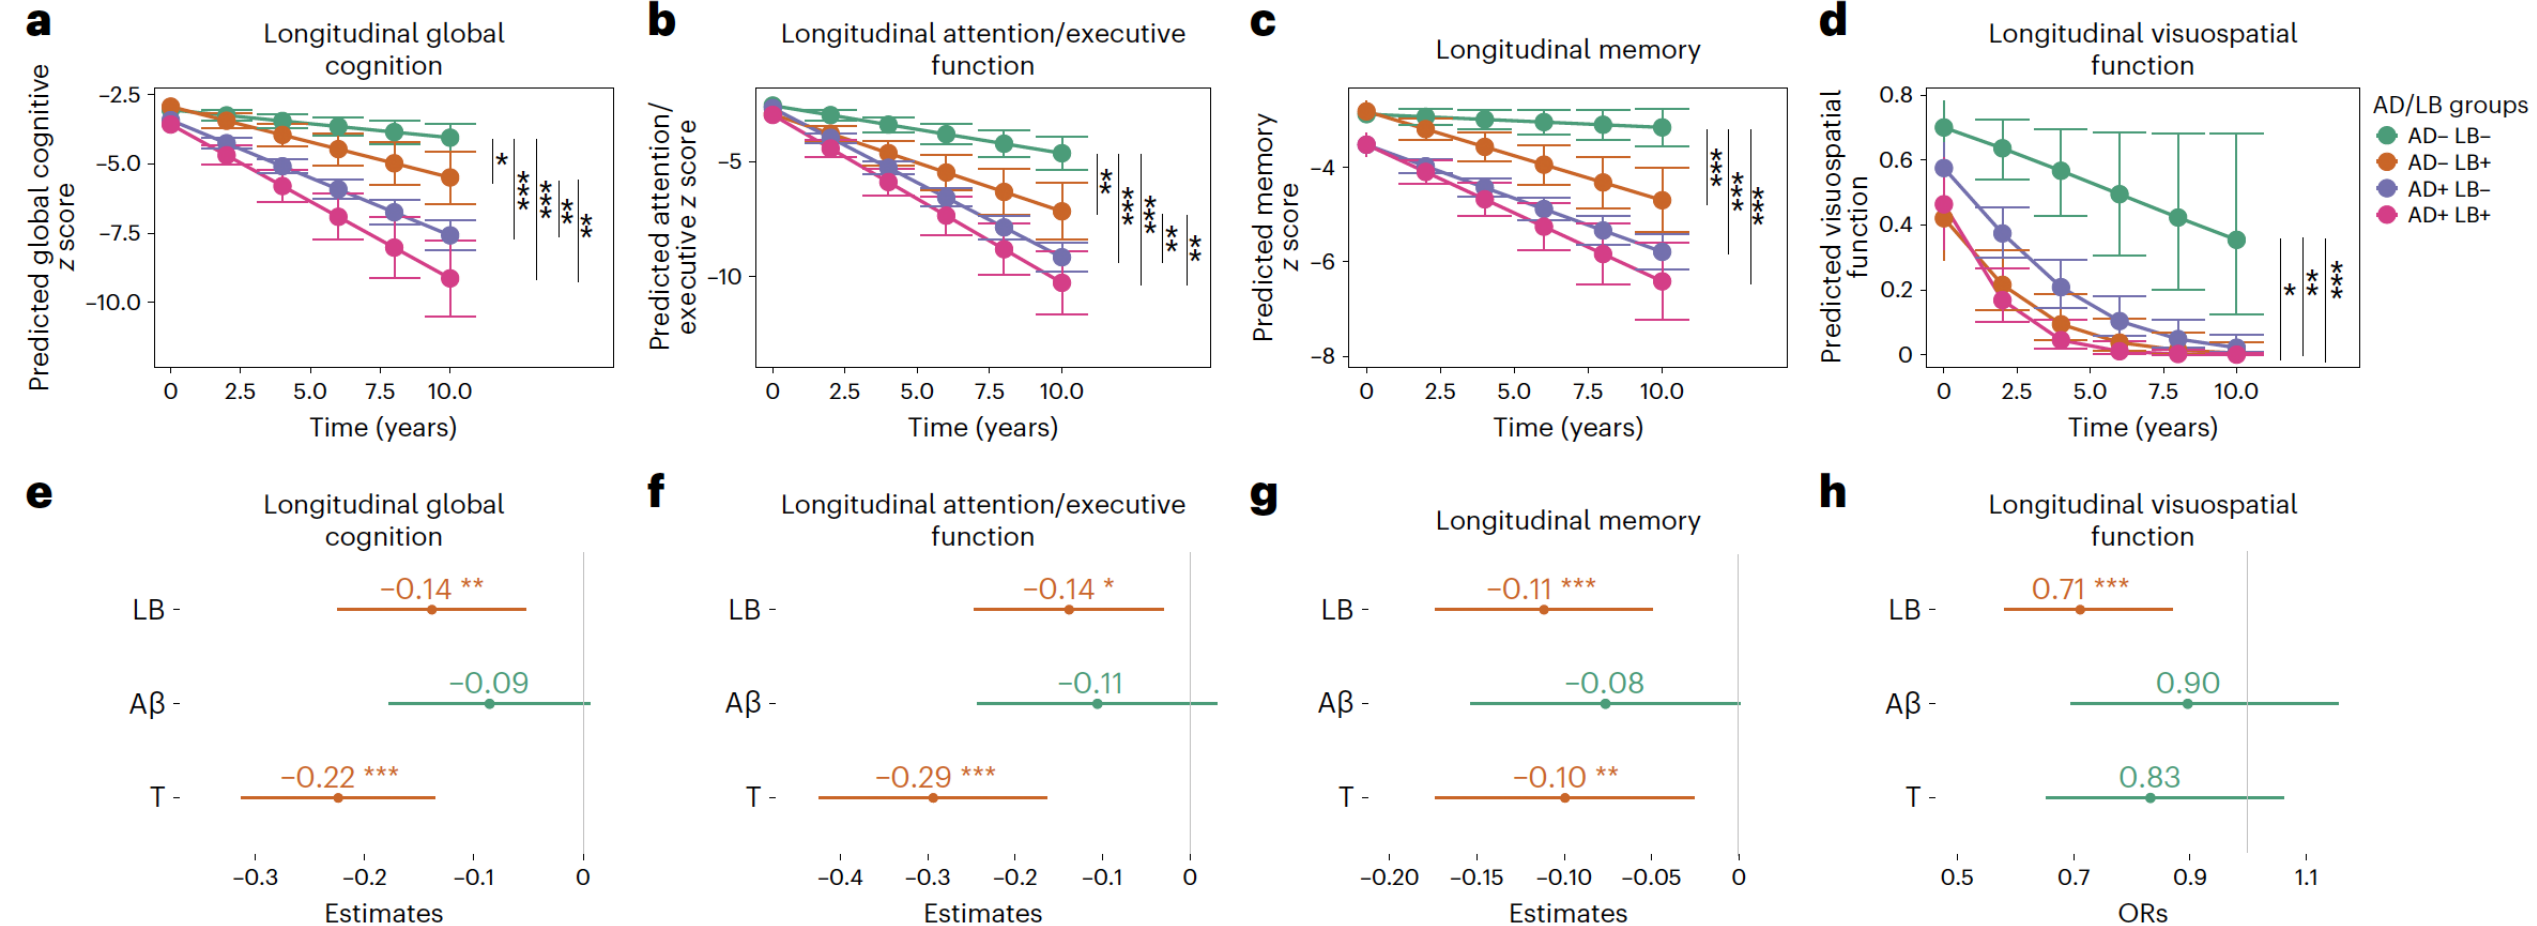 a
Longitudinal global
cognition
Predicted global cognitive
z score
−2.5
−5.0
−7.5
−10.0
*
***
***
**
**
0 2.5 5.0 7.5 10.0
Time (years)
b
Longitudinal attention/executive
function
Predicted attention/
executive z score
−5
−10
**
***
***
**
**
0 2.5 5.0 7.5 10.0
Time (years)
c
Longitudinal memory
Predicted memory
z score
−4
−6
−8
***
***
***
0 2.5 5.0 7.5 10.0
Time (years)
d
Longitudinal visuospatial
function
Predicted visuospatial
function
0.8
0.6
0.4
0.2
0
*
**
***
0 2.5 5.0 7.5 10.0
Time (years)
AD/LB groups
AD− LB−
AD− LB+
AD+ LB−
AD+ LB+
e
Longitudinal global
cognition
LB
−0.14 **
Aβ
−0.09
T
−0.22 ***
−0.3 −0.2 −0.1 0
Estimates
f
Longitudinal attention/executive
function
LB
−0.14 *
Aβ
−0.11
T
−0.29 ***
−0.4 −0.3 −0.2 −0.1 0
Estimates
g
Longitudinal memory
LB
−0.11 ***
Aβ
−0.08
T
−0.10 **
−0.20 −0.15 −0.10 −0.05 0
Estimates
h
Longitudinal visuospatial
function
LB
0.71 ***
Aβ
0.90
T
0.83
0.5 0.7 0.9 1.1
ORs